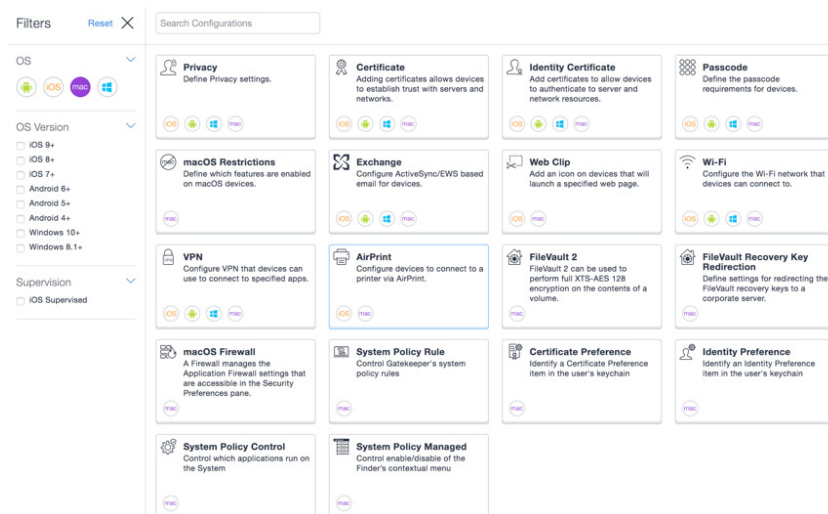 Filters
Reset
Search Configurations
OS
iOS
mac
OS Version
iOS 9+
iOS 8+
iOS 7+
Android 6+
Android 5+
Android 4+
Windows 10+
Windows 8.1+
Supervision
iOS Supervised
Privacy
Define Privacy settings.
iOS
mac
Certificate
Adding certificates allows devices
to establish trust with servers and
networks.
iOS
mac
Identity Certificate
Add certificates to allow devices
to authenticate to server and
network resources.
iOS
mac
Passcode
Define the passcode
requirements for devices.
iOS
mac
macOS Restrictions
Define which features are enabled
on macOS devices.
mac
Exchange
Configure ActiveSync/EWS based
email for devices.
iOS
mac
Web Clip
Add an icon on devices that will
launch a specified web page.
iOS
mac
Wi-Fi
Configure the Wi-Fi network that
devices can connect to.
iOS
mac
VPN
Configure VPN that devices can
use to connect to specified apps.
iOS
mac
AirPrint
Configure devices to connect to a
printer via AirPrint.
iOS
mac
FileVault 2
FileVault 2 can be used to
perform full XTS-AES 128
encryption on the contents of a
volume.
mac
FileVault Recovery Key
Redirection
Define settings for redirecting the
FileVault recovery keys to a
corporate server.
mac
macOS Firewall
A Firewall manages the
Application Firewall settings that
are accessible in the Security
Preferences pane.
mac
System Policy Rule
Control Gatekeeper's system
policy rules
mac
Certificate Preference
Identify a Certificate Preference
item in the user's keychain
mac
Identity Preference
Identify an Identity Preference
item in the user's keychain
mac
System Policy Control
Control which applications run on
the System
mac
System Policy Managed
Control enable/disable of the
Finder's contextual menu
mac